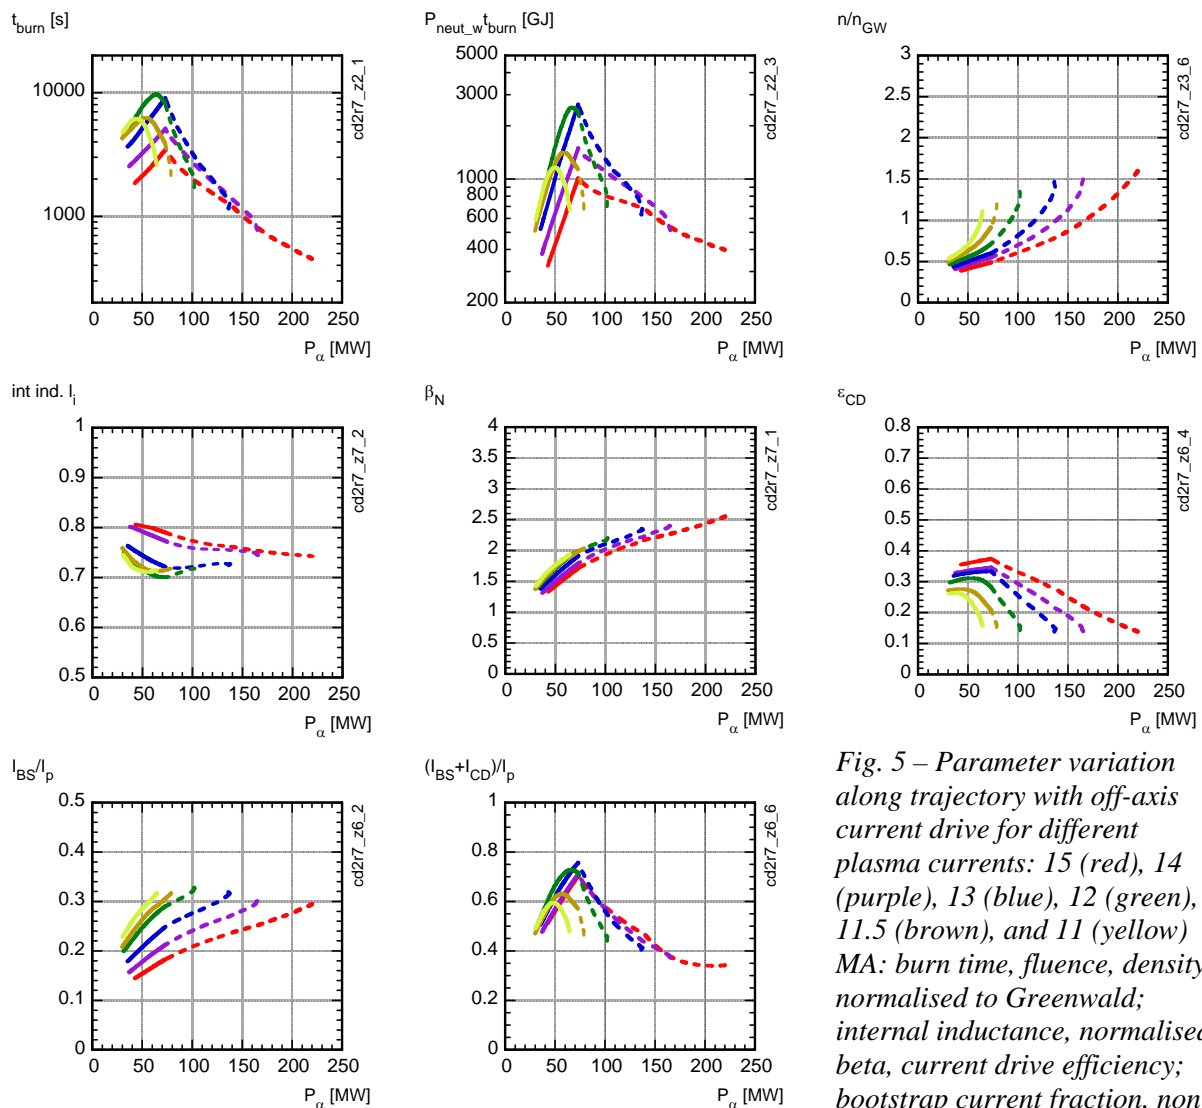 t_burn [s]
10000
1000
0 50 100 150 200 250
P_α [MW]
cd2r7_z2_1
P_neut_w t_burn [GJ]
5000
3000
1000
800
600
400
200
0 50 100 150 200 250
P_α [MW]
cd2r7_z2_3
n/n_GW
3
2.5
2
1.5
1
0.5
0
0 50 100 150 200 250
P_α [MW]
cd2r7_z3_6
int ind. l_i
1
0.9
0.8
0.7
0.6
0.5
0 50 100 150 200 250
P_α [MW]
cd2r7_z7_2
β_N
4
3.5
3
2.5
2
1.5
1
0.5
0
0 50 100 150 200 250
P_α [MW]
cd2r7_z7_1
ε_CD
0.8
0.7
0.6
0.5
0.4
0.3
0.2
0.1
0
0 50 100 150 200 250
P_α [MW]
cd2r7_z6_4
I_BS/I_p
0.5
0.4
0.3
0.2
0.1
0
0 50 100 150 200 250
P_α [MW]
cd2r7_z6_2
(I_BS+I_CD)/I_p
1
0.8
0.6
0.4
0.2
0
0 50 100 150 200 250
P_α [MW]
cd2r7_z6_6
Fig. 5 – Parameter variation
along trajectory with off-axis
current drive for different
plasma currents: 15 (red), 14
(purple), 13 (blue), 12 (green),
11.5 (brown), and 11 (yellow)
MA: burn time, fluence, density
normalised to Greenwald;
internal inductance, normalised
beta, current drive efficiency;
bootstrap current fraction, non